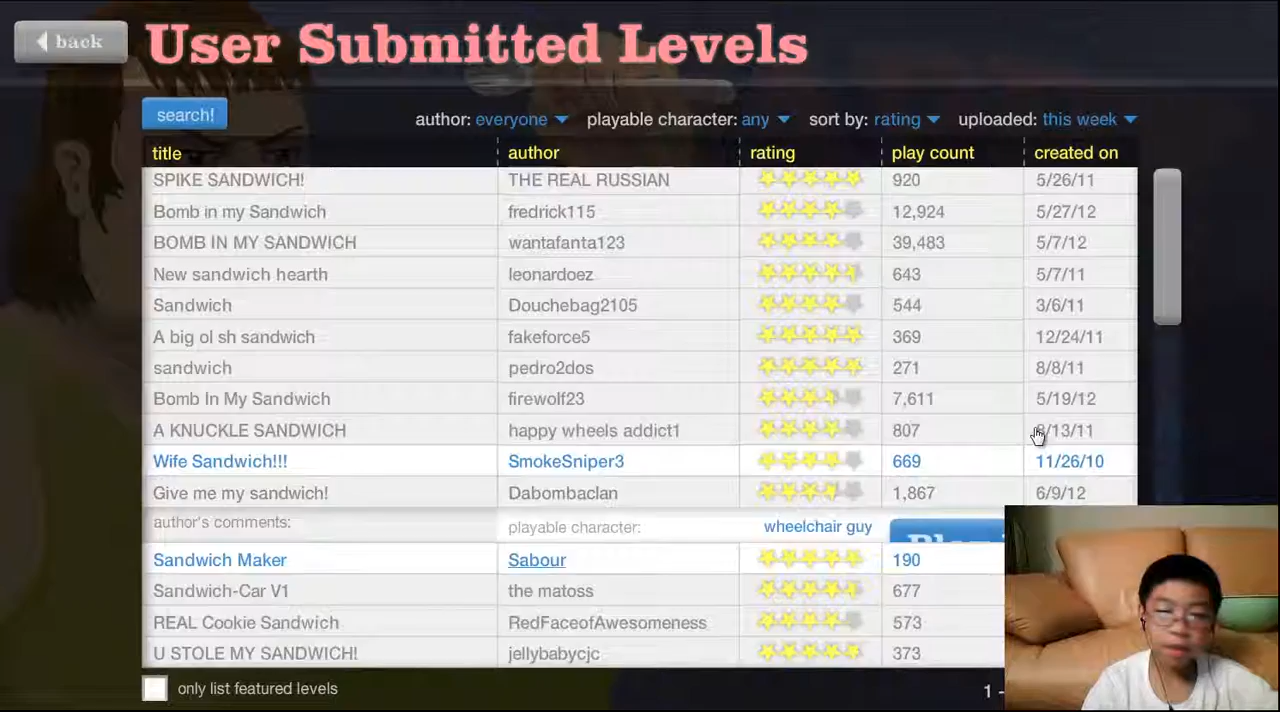 back
User Submitted Levels
search! author: everyone playable character: any sort by: rating uploaded: this week
title author rating play count created on
SPIKE SANDWICH! THE REAL RUSSIAN 920 5/26/11
Bomb in my Sandwich fredrick115 12,924 5/27/12
BOMB IN MY SANDWICH wantafanta123 39,483 5/7/12
New sandwich hearth leonardoez 643 5/7/11
Sandwich Douchebag2105 544 3/6/11
A big ol sh sandwich fakeforce5 369 12/24/11
sandwich pedro2dos 271 8/8/11
Bomb In My Sandwich firewolf23 7,611 5/19/12
A KNUCKLE SANDWICH happy wheels addict1 807 /13/11
Wife Sandwich!!! SmokeSniper3 669 11/26/10
Give me my sandwich! Dabombaclan 1,867 6/9/12
author's comments: playable character: wheelchair guy
Sandwich Maker Sabour 190
Sandwich-Car V1 the matoss 677
REAL Cookie Sandwich RedFaceofAwesomeness 573
U STOLE MY SANDWICH! jellybabycjc 373
only list featured levels 1 -